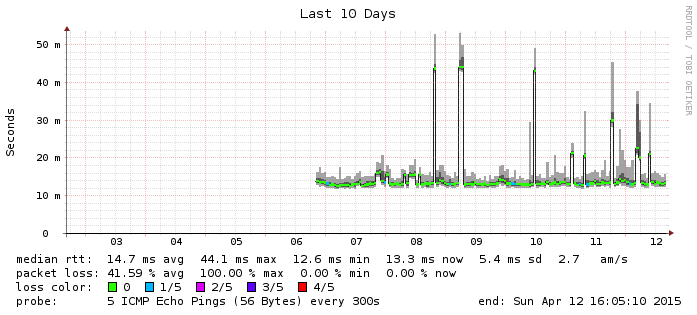 Last 10 Days
RRDTOOL / TOBI OETIKER
Seconds
50 m
40 m
30 m
20 m
10 m
0
03 04 05 06 07 08 09 10 11 12
median rtt: 14.7 ms avg 44.1 ms max 12.6 ms min 13.3 ms now 5.4 ms sd 2.7 am/s
packet loss: 41.59 % avg 100.00 % max 0.00 % min 0.00 % now
loss color: 0 1/5 2/5 3/5 4/5
probe: 5 ICMP Echo Pings (56 Bytes) every 300s end: Sun Apr 12 16:05:10 2015